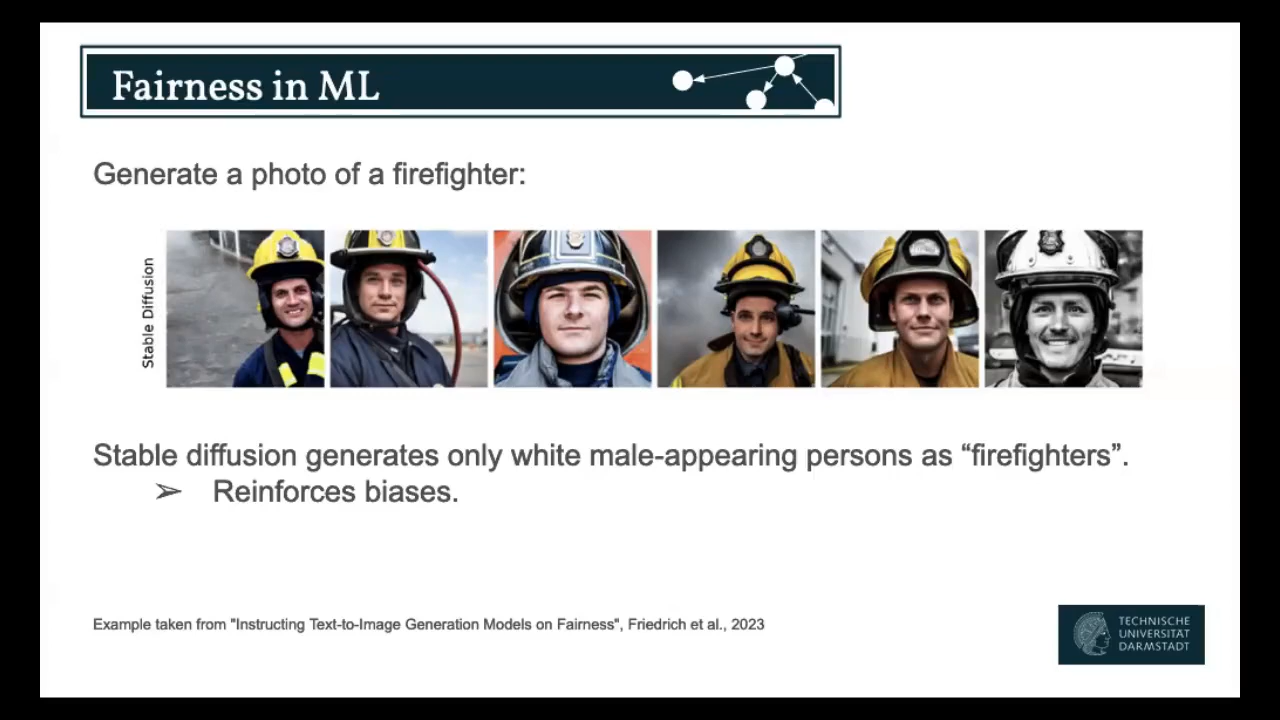 Fairness in ML
Generate a photo of a firefighter:
Stable Diffusion
Stable diffusion generates only white male-appearing persons as “firefighters”.
➢ Reinforces biases.
Example taken from "Instructing Text-to-Image Generation Models on Fairness", Friedrich et al., 2023
TECHNISCHE
UNIVERSITÄT
DARMSTADT